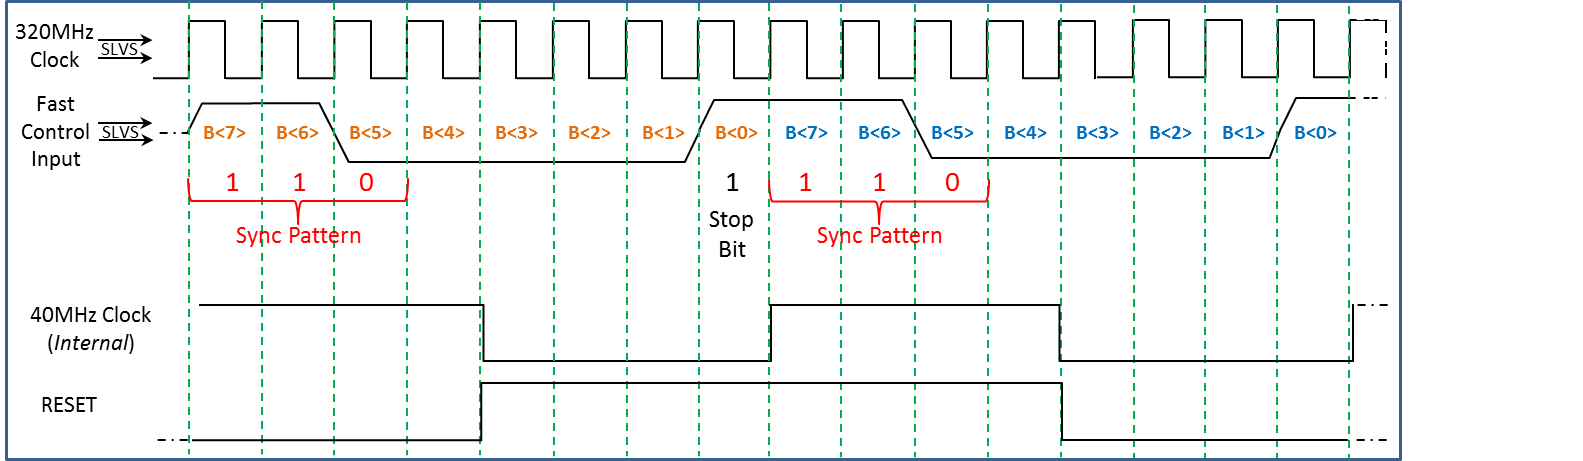 320MHz
Clock
SLVS
Fast
Control
Input
SLVS
B<7> B<6> B<5> B<4> B<3> B<2> B<1> B<0> B<7> B<6> B<5> B<4> B<3> B<2> B<1> B<0>
1 1 0 1 1 1 0
Sync Pattern
Stop
Bit
Sync Pattern
40MHz Clock
(Internal)
RESET